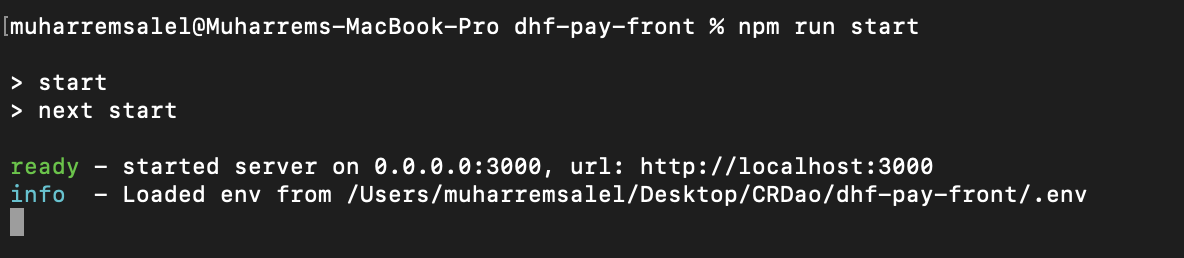 [muharremsalel@Muharrems-MacBook-Pro dhf-pay-front % npm run start
> start
> next start
ready - started server on 0.0.0.0:3000, url: http://localhost:3000
info  - Loaded env from /Users/muharremsalel/Desktop/CRDao/dhf-pay-front/.env